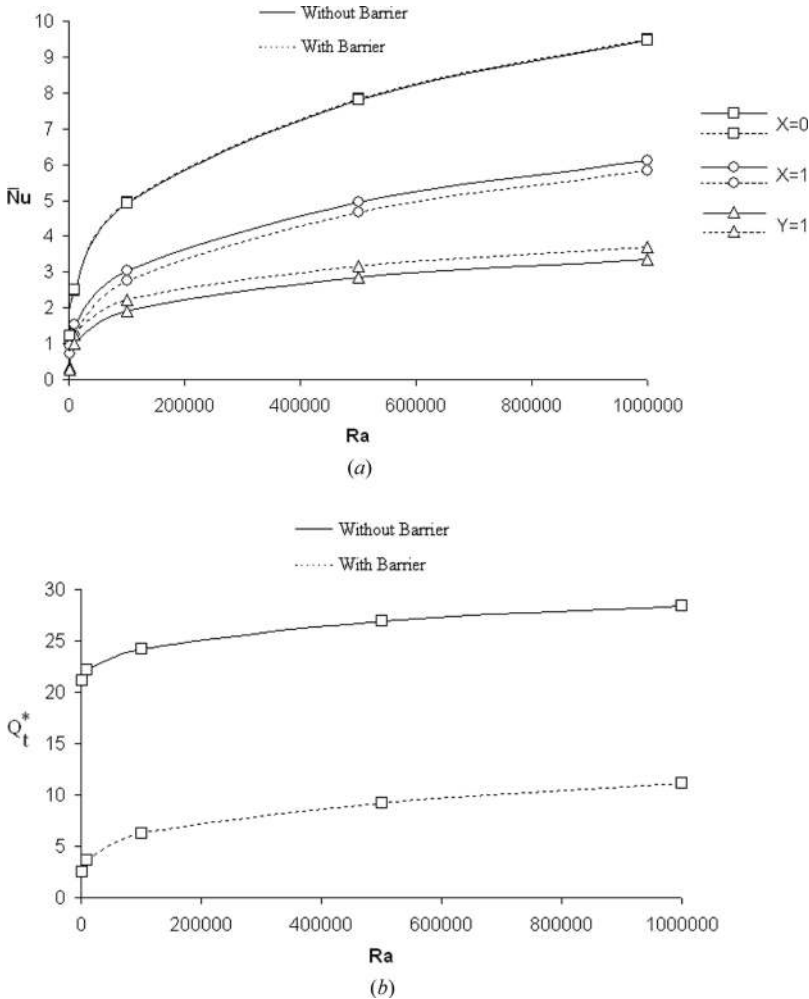 Without Barrier
With Barrier
10
9
8
7
6
N̅u
5
4
3
2
1
0
0 200000 400000 600000 800000 1000000
Ra
X=0
X=1
Y=1
(a)
Without Barrier
With Barrier
30
25
20
Q*t
15
10
5
0
0 200000 400000 600000 800000 1000000
Ra
(b)